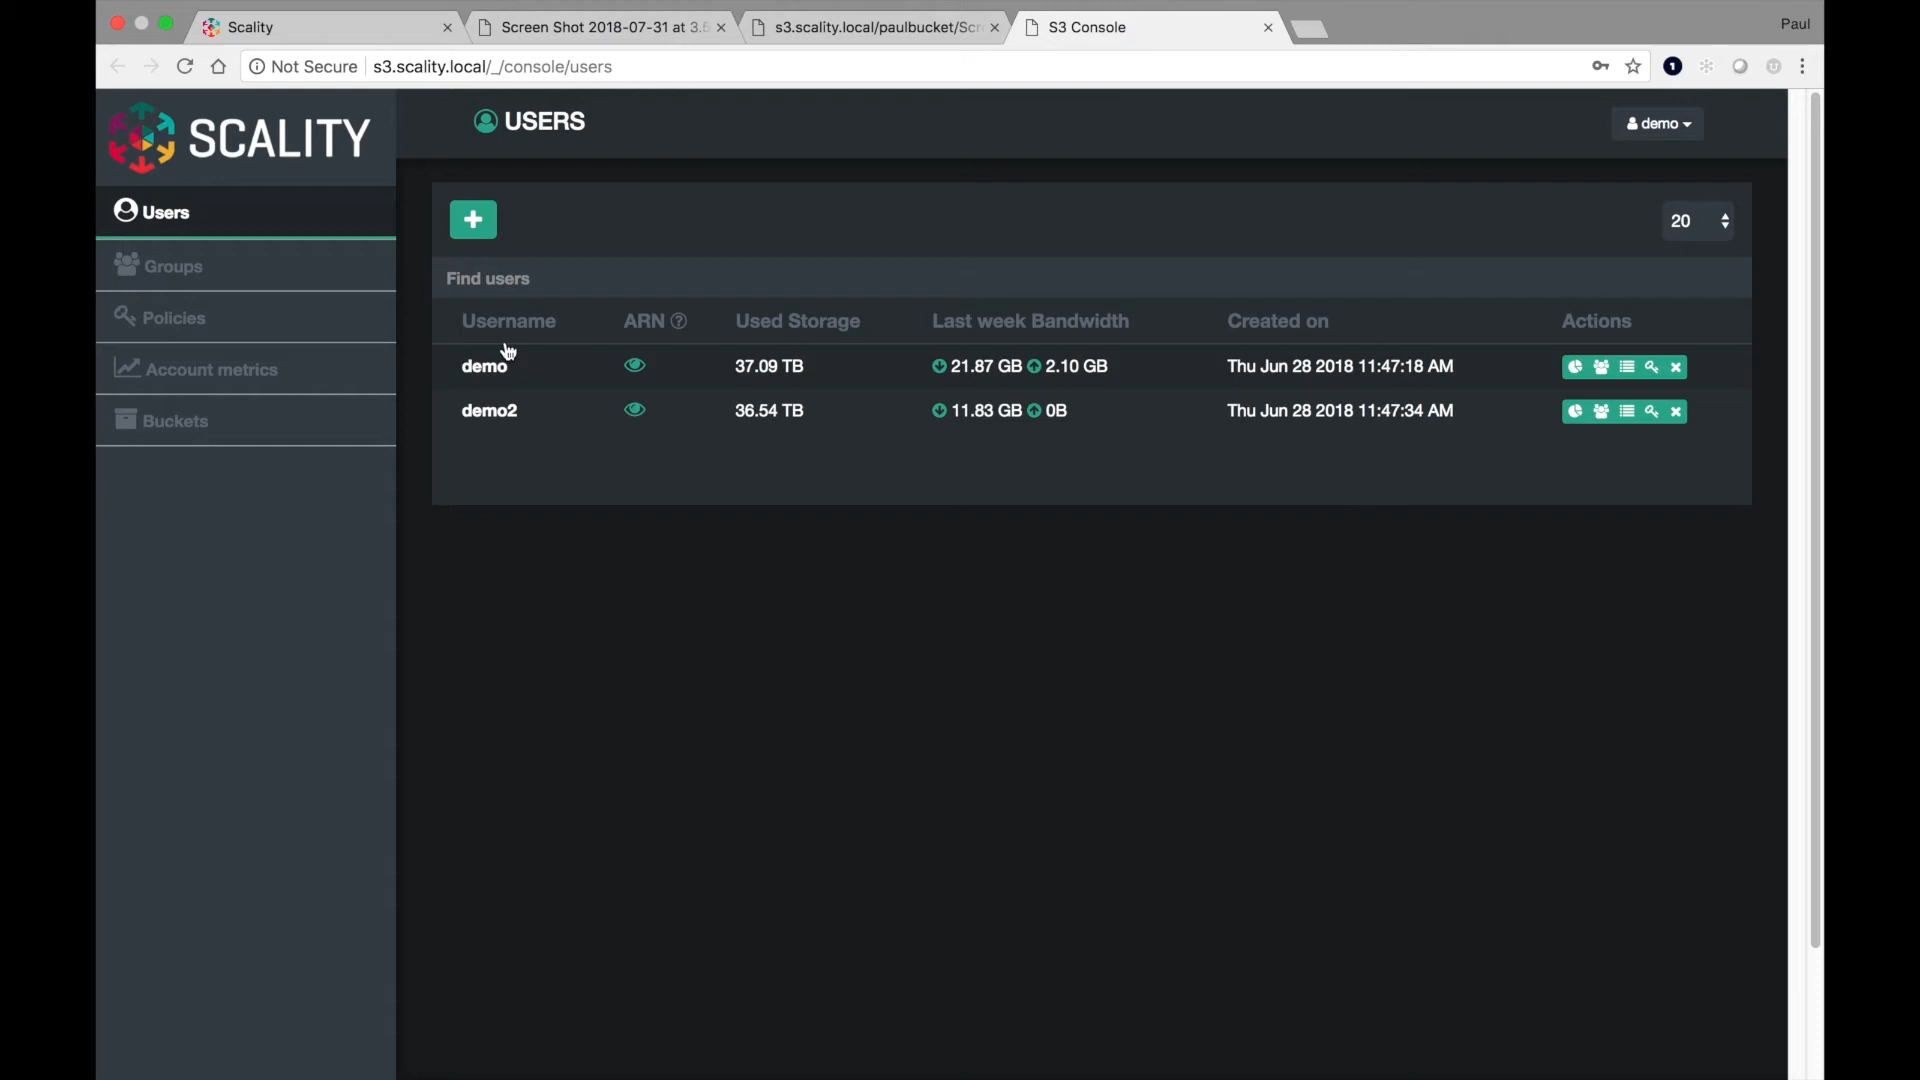 Scality
Screen Shot 2018-07-31 at 3.5
s3.scality.local/paulbucket/Scr
S3 Console
Paul
Not Secure
s3.scality.local/_/console/users
SCALITY
USERS
demo
Users
Groups
Policies
Account metrics
Buckets
20
Find users
Username ARN Used Storage Last week Bandwidth Created on Actions
demo 37.09 TB 21.87 GB 2.10 GB Thu Jun 28 2018 11:47:18 AM
demo2 36.54 TB 11.83 GB 0B Thu Jun 28 2018 11:47:34 AM